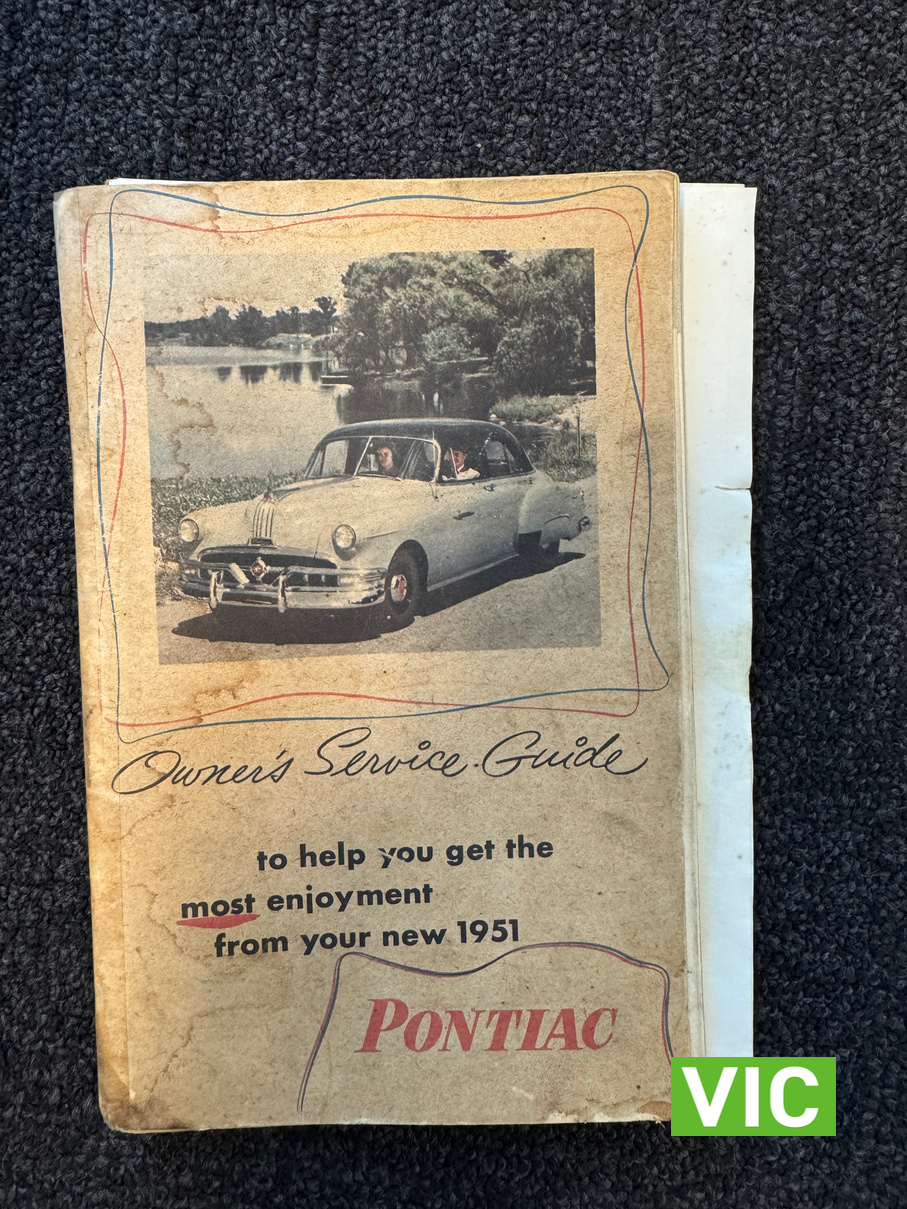 Owner's Service Guide
to help you get the
most enjoyment
from your new 1951
PONTIAC
VIC